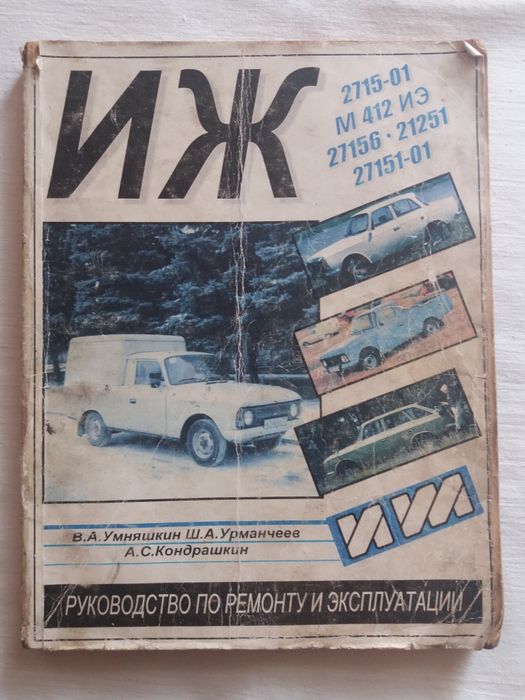 ИЖ
2715-01
М 412 ИЭ
27156 · 21251
27151-01
В.А.Умняшкин Ш.А.Урманчеев
А.С.Кондрашкин
РУКОВОДСТВО ПО РЕМОНТУ И ЭКСПЛУАТАЦИИ